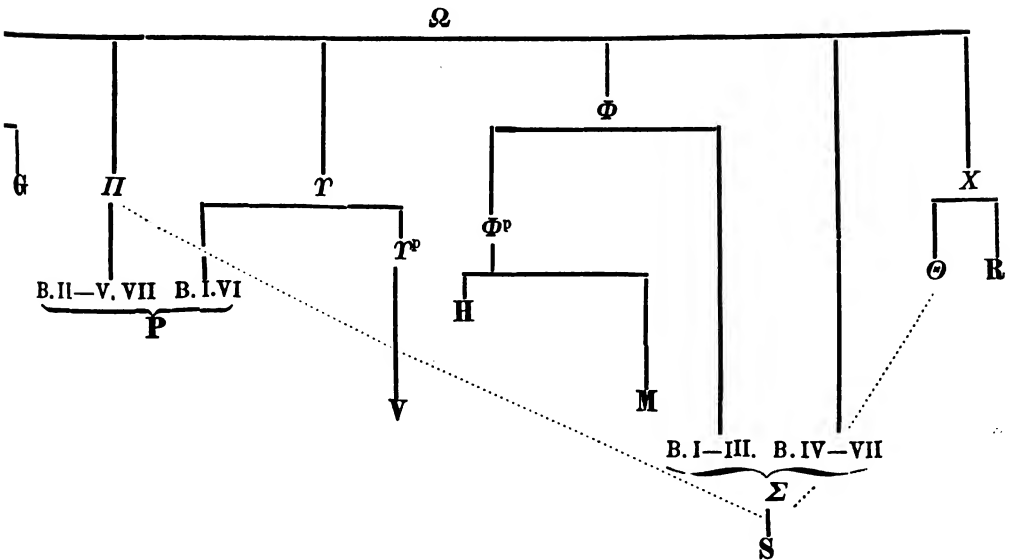 Ω
Φ
G Π ϒ X
Φᵖ
ϒᵖ
Θ R
B. II—V. VII B. I. VI
H
P
V M
B. I—III. B. IV—VII
Σ
S